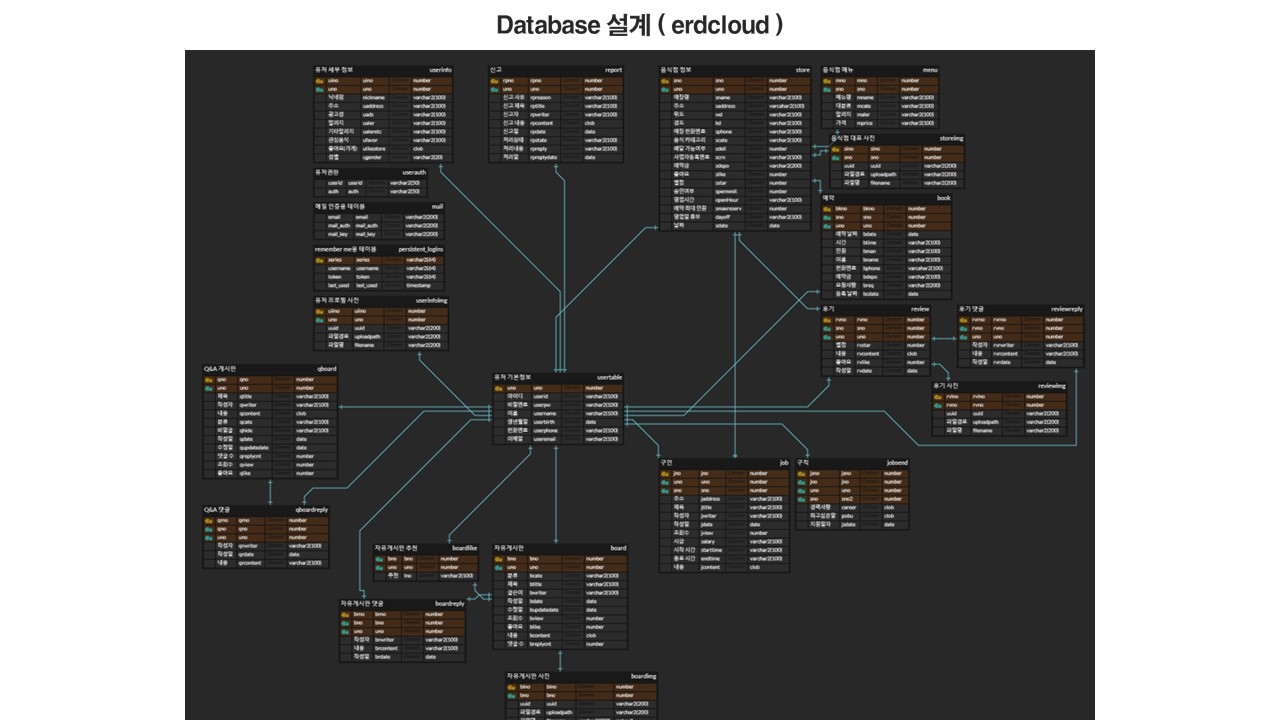 Database 설계 ( erdcloud )
유저 세부 정보 userinfo
uino uino number
uno uno number
닉네임 nickname varchar2(100)
주소 uaddress varchar2(100)
광고성 uads varchar2(100)
알러지 ualer varchar2(100)
기타알러지 ualeretc varchar2(100)
관심음식 ufavor varchar2(100)
좋아요(가게) ulikestore clob
성별 ugender varchar2(20)
유저권한 userauth
userid userid varchar2(50)
auth auth varchar2(50)
메일 인증용 테이블 mail
email email varchar2(200)
mail_auth mail_auth varchar2(200)
mail_key mail_key varchar2(200)
remember me용 테이블 persistent_logins
series series varchar2(64)
username username varchar2(64)
token token varchar2(64)
last_used last_used timestamp
유저 프로필 사진 userinfoimg
uiino uiino number
uno uno number
uuid uuid varchar2(200)
파일경로 uploadpath varchar2(200)
파일명 filename varchar2(200)
신고 report
rpno rpno number
uno uno number
신고 사유 rpreason varchar2(100)
신고 제목 rptitle varchar2(100)
신고자 rpwriter varchar2(100)
신고 내용 rpcontent clob
신고일 rpdate date
처리상태 rpstate varchar2(100)
처리내용 rpreply varchar2(100)
처리일 rpreplydate date
음식점 정보 store
sno sno number
uno uno number
매장명 sname varchar2(100)
주소 saddress varchar2(100)
위도 wd varchar2(100)
경도 kd varchar2(100)
매장 전화번호 sphone varchar2(100)
음식 카테고리 scate varchar2(100)
배달 가능여부 sdeli number
사업자등록번호 scrn varchar2(100)
예약금 sdepo varchar2(200)
좋아요 slike number
별점 sstar number
승인여부 spermit number
영업시간 openHour varchar2(100)
예약 최대 인원 smaxreserv number
영업일 휴무 dayoff varchar2(100)
날짜 sdate date
음식점 메뉴 menu
mno mno number
sno sno number
메뉴명 mname varchar2(100)
대분류 mcate varchar2(100)
알러지 maler varchar2(100)
가격 mprice varchar2(100)
음식점 대표 사진 storeimg
sino sino number
sno sno number
uuid uuid varchar2(200)
파일경로 uploadpath varchar2(200)
파일명 filename varchar2(200)
예약 book
bkno bkno number
sno sno number
uno uno number
예약 날짜 bdate date
시간 btime varchar2(100)
인원 bman varchar2(100)
이름 bname varchar2(100)
전화번호 bphone varchar2(100)
예약금 bdepo varchar2(100)
요청사항 breq varchar2(200)
등록 날짜 bcdate date
후기 review
rvno rvno number
sno sno number
uno uno number
별점 rvstar number
내용 rvcontent clob
좋아요 rvlike number
작성일 rvdate date
후기 댓글 reviewreply
rvrno rvrno number
rvno rvno number
uno uno number
작성자 rvrwriter varchar2(100)
내용 rvrcontent varchar2(100)
작성일 rvrdate date
후기 사진 reviewimg
rvino rvino number
rvno rvno number
uuid uuid varchar2(200)
파일경로 uploadpath varchar2(200)
파일명 filename varchar2(200)
Q&A 게시판 qboard
qno qno number
uno uno number
제목 qtitle varchar2(100)
작성자 qwriter varchar2(100)
내용 qcontent clob
분류 qcate varchar2(100)
비밀글 qhide varchar2(100)
작성일 qdate date
수정일 qupdatedate date
댓글 수 qreplycnt number
조회수 qview number
좋아요 qlike number
유저 기본정보 usertable
uno uno number
아이디 userid varchar2(100)
비밀번호 userpw varchar2(100)
이름 username varchar2(100)
생년월일 userbirth date
전화번호 userphone varchar2(100)
이메일 useremail varchar2(100)
Q&A 댓글 qboardreply
qrno qrno number
qno qno number
uno uno number
작성자 qrwriter varchar2(100)
작성일 qrdate date
내용 qrcontent varchar2(100)
구인 job
jno jno number
uno uno number
sno sno number
주소 jaddress varchar2(100)
제목 jtitle varchar2(100)
작성자 jwriter varchar2(100)
작성일 jdate date
조회수 jview number
시급 salary varchar2(100)
시작 시간 starttime varchar2(100)
종료 시간 endtime varchar2(100)
내용 jcontent clob
구직 jobsend
jsno jsno number
jno jno number
uno uno number
sno sno2 number
경력사항 career clob
하고싶은말 pobu clob
지원일자 jsdate date
자유게시판 추천 boardlike
bno bno number
uno uno number
추천 lno varchar2(100)
자유게시판 board
bno bno number
uno uno number
분류 bcate varchar2(100)
제목 btitle varchar2(100)
글쓴이 bwriter varchar2(100)
작성일 bdate date
수정일 bupdatedate date
조회수 bview number
좋아요 blike number
내용 bcontent clob
댓글 수 breplycnt number
자유게시판 댓글 boardreply
brno brno number
bno bno number
uno uno number
작성자 brwriter varchar2(100)
내용 brcontent varchar2(100)
작성일 brdate date
자유게시판 사진 boardimg
bino bino number
bno bno number
uuid uuid varchar2(200)
파일경로 uploadpath varchar2(200)